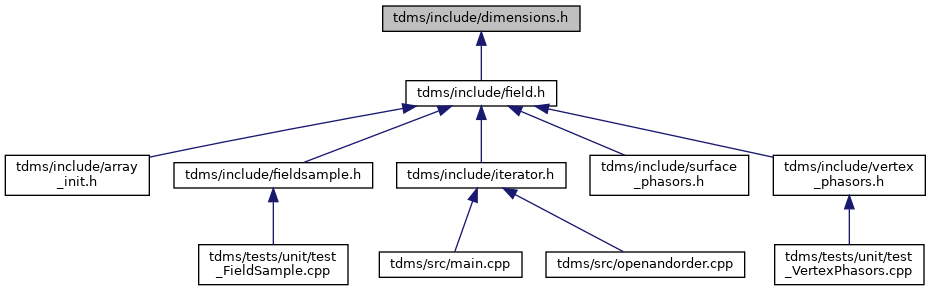 tdms/include/dimensions.h
tdms/include/field.h
tdms/include/array
_init.h
tdms/include/fieldsample.h
tdms/include/iterator.h
tdms/include/surface
_phasors.h
tdms/include/vertex
_phasors.h
tdms/tests/unit/test
_FieldSample.cpp
tdms/src/main.cpp
tdms/src/openandorder.cpp
tdms/tests/unit/test
_VertexPhasors.cpp